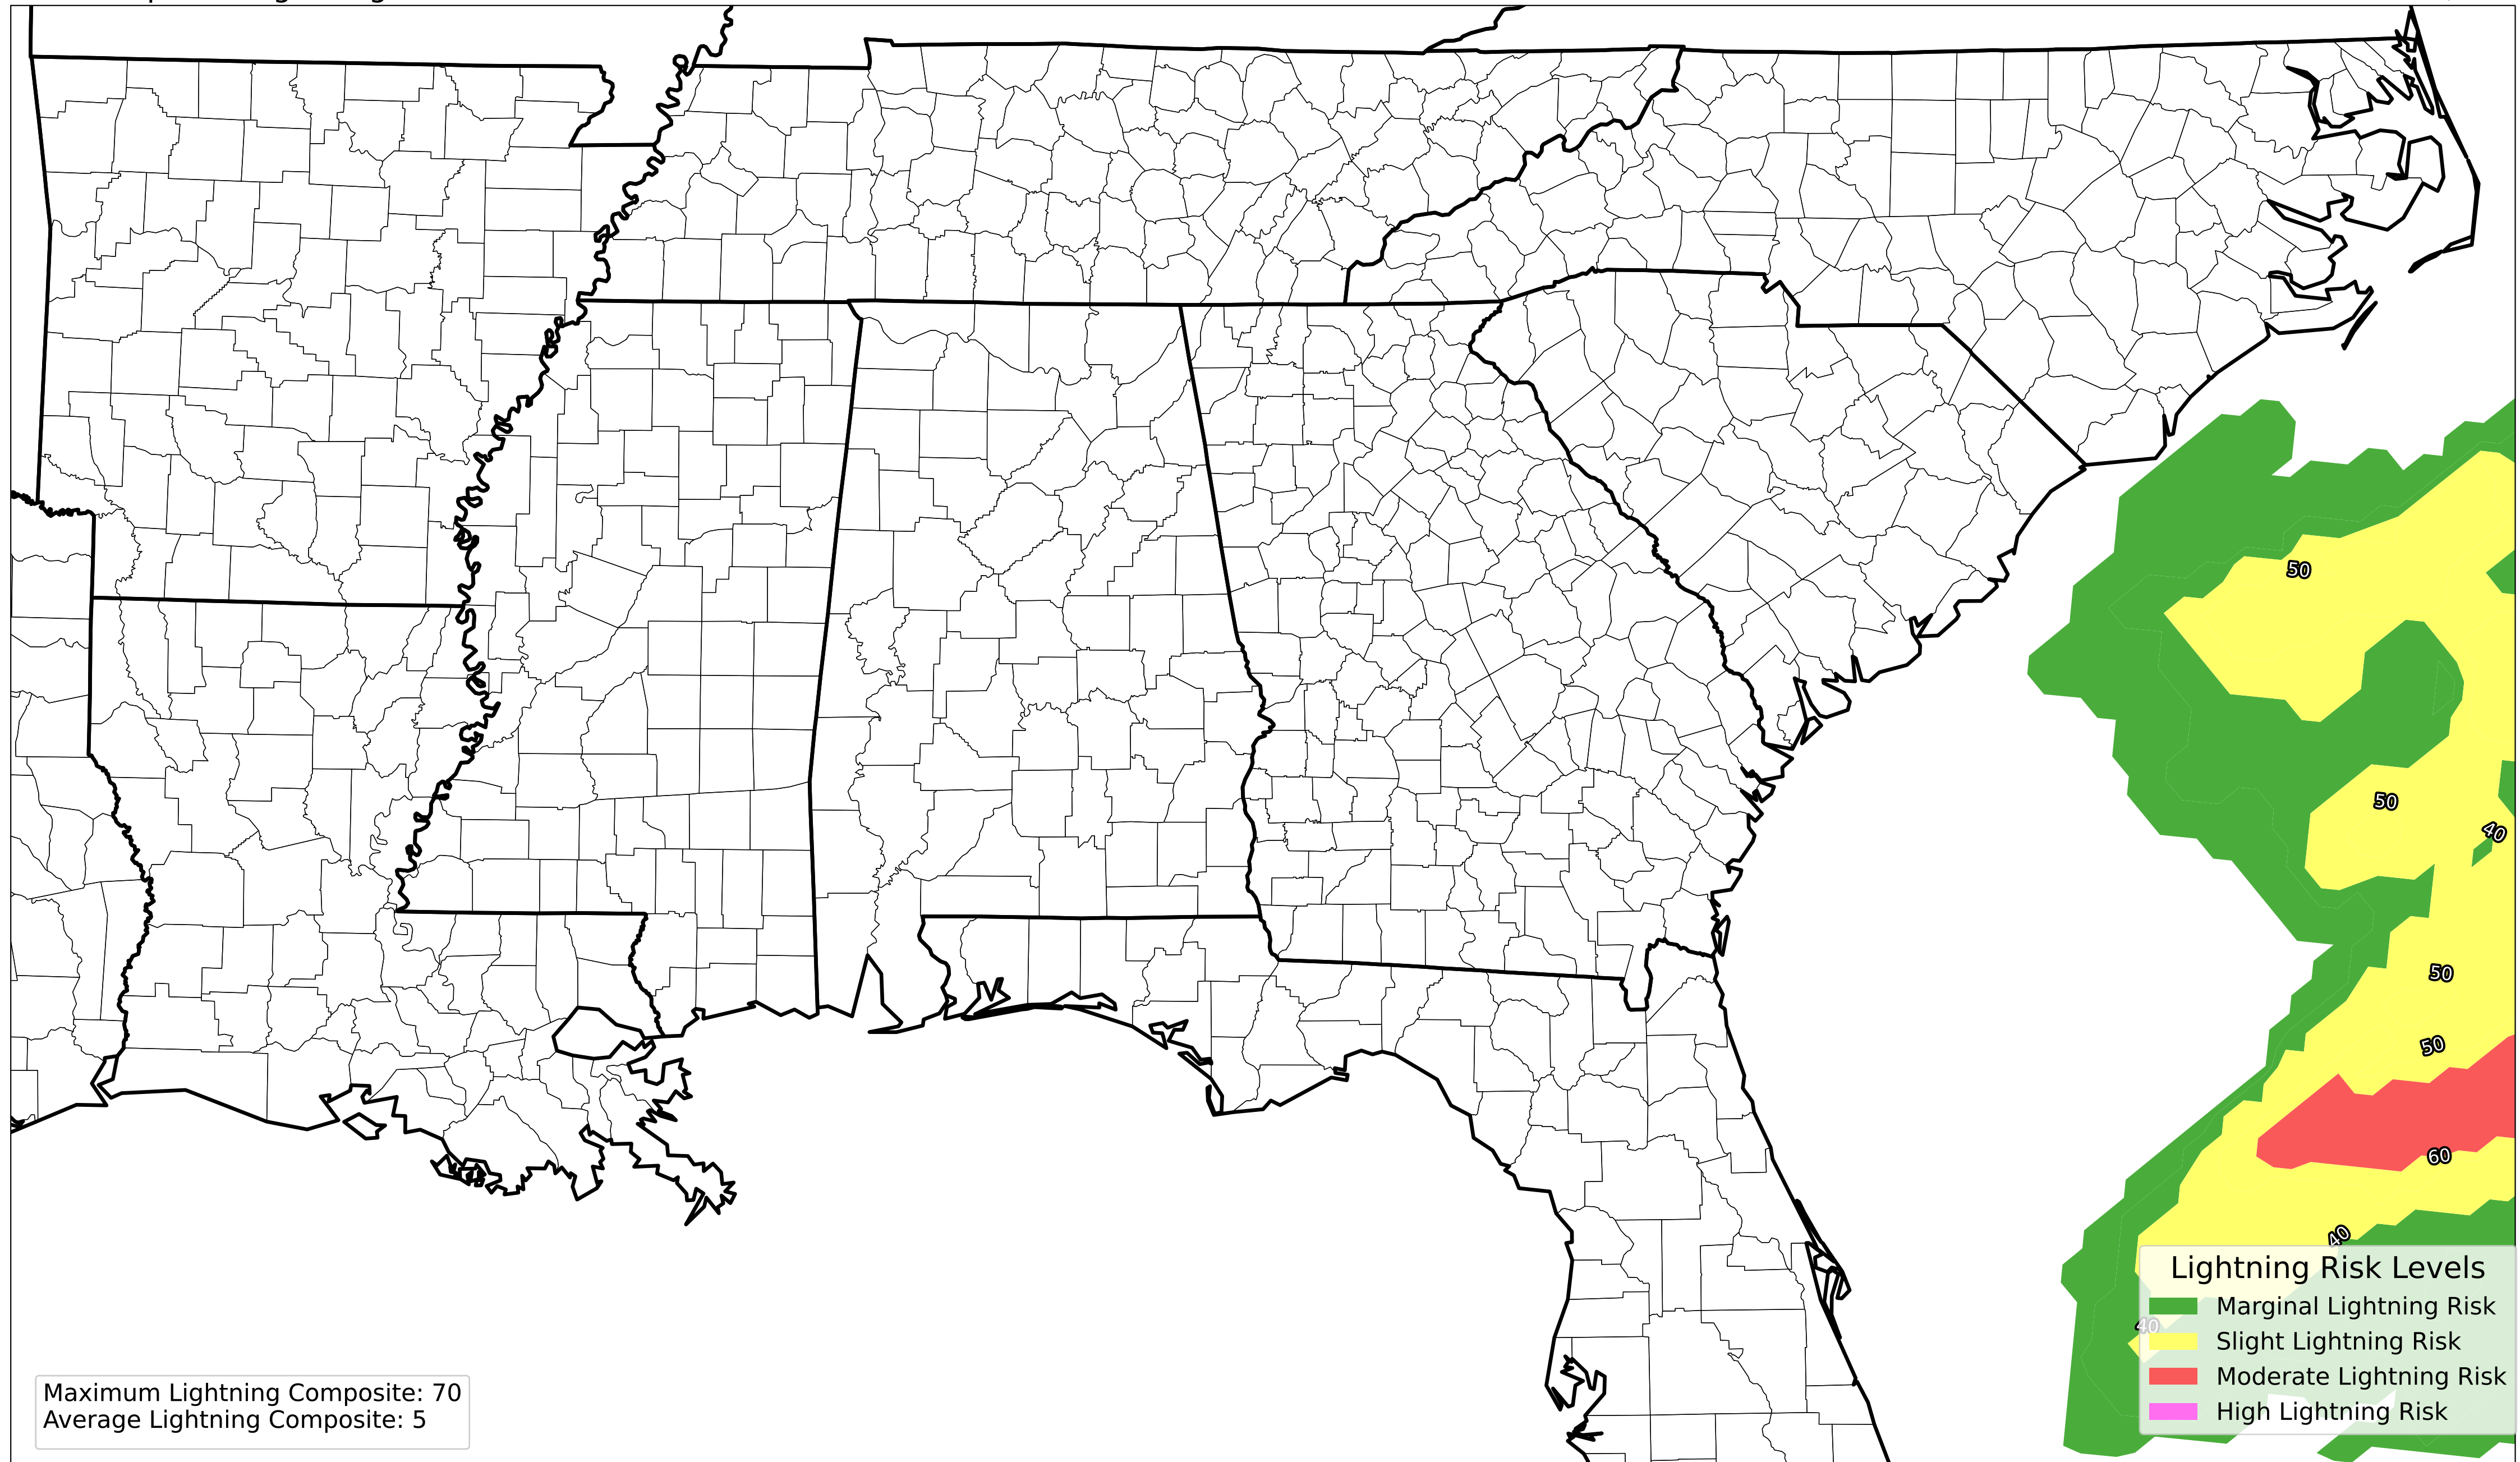 50
50
40
50
50
60
40
Lightning Risk Levels
Marginal Lightning Risk
40
Slight Lightning Risk
Moderate Lightning Risk
High Lightning Risk
Maximum Lightning Composite: 70
Average Lightning Composite: 5